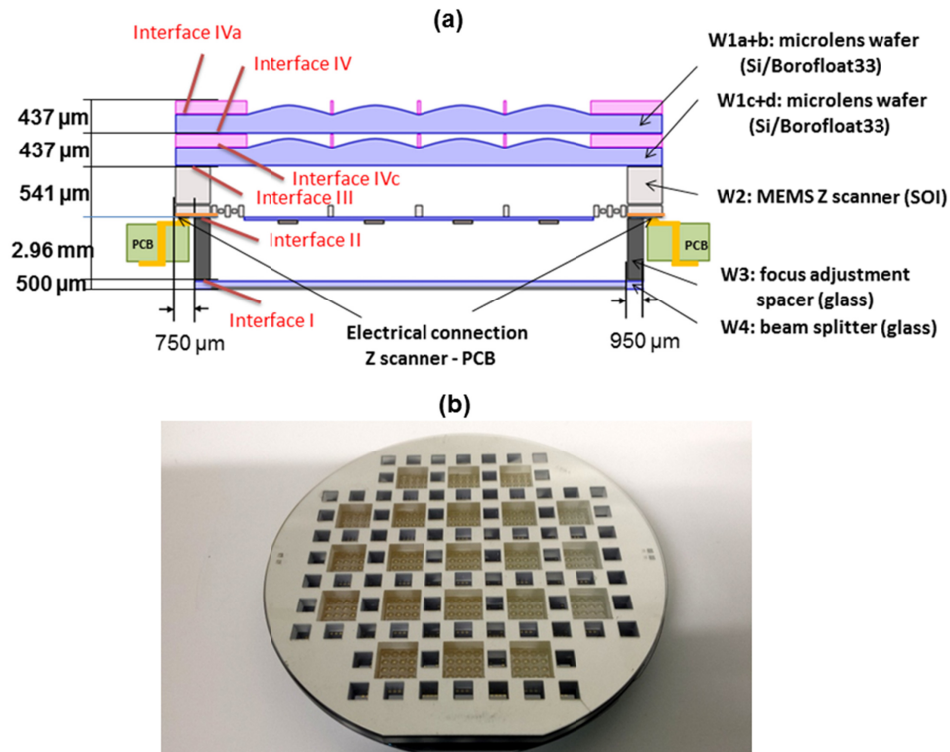 (a)
Interface IVa
Interface IV
W1a+b: microlens wafer
(Si/Borofloat33)
W1c+d: microlens wafer
(Si/Borofloat33)
437 µm
437 µm
541 µm
2.96 mm
500 µm
Interface IVc
Interface III
W2: MEMS Z scanner (SOI)
Interface II
PCB
PCB
W3: focus adjustment
spacer (glass)
Interface I
Electrical connection
Z scanner - PCB
W4: beam splitter (glass)
750 µm
950 µm
(b)